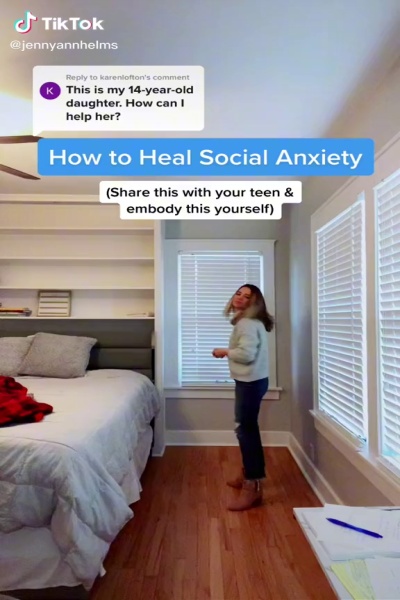 TikTok
@jennyannhelms
Reply to karenlofton's comment
K
This is my 14-year-old
daughter. How can I
help her?
How to Heal Social Anxiety
(Share this with your teen &
embody this yourself)